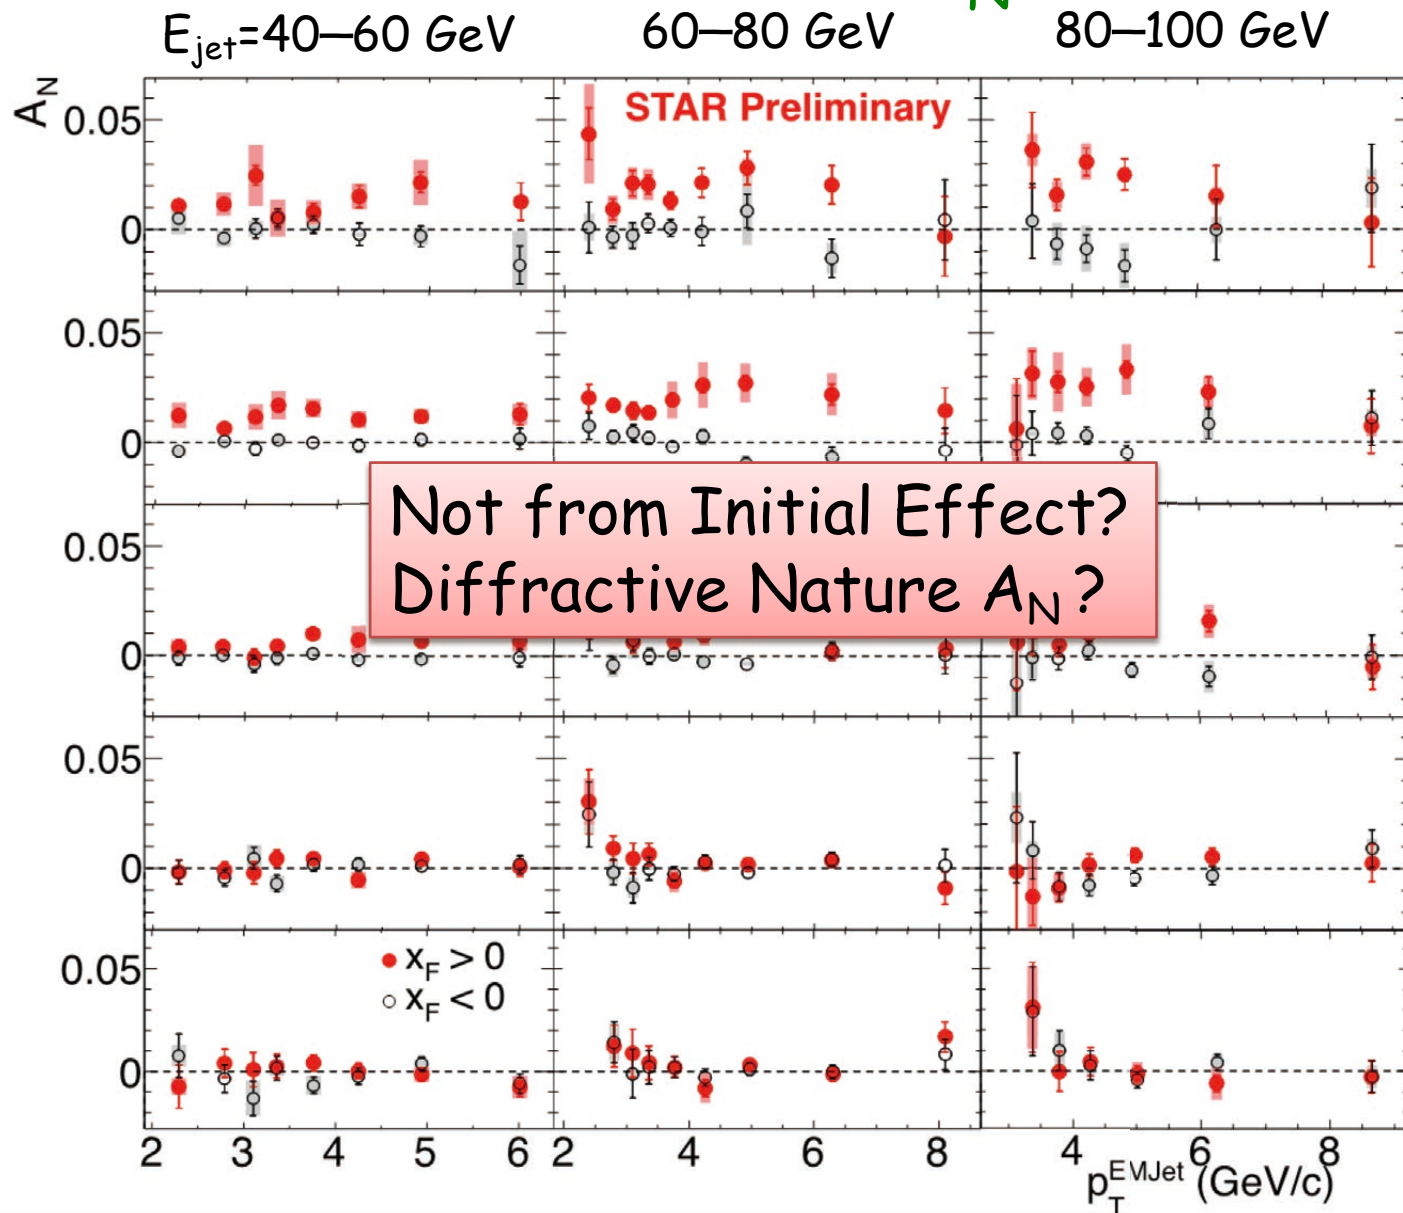 N
E_jet=40–60 GeV 60–80 GeV 80–100 GeV
A_N
STAR Preliminary
0.05
0
0.05
0
Not from Initial Effect?
Diffractive Nature A_N ?
0.05
0
0.05
0
x_F > 0
x_F < 0
0.05
0
2 3 4 5 6 2 4 6 8 4 6 8
p_T^EMJet (GeV/c)